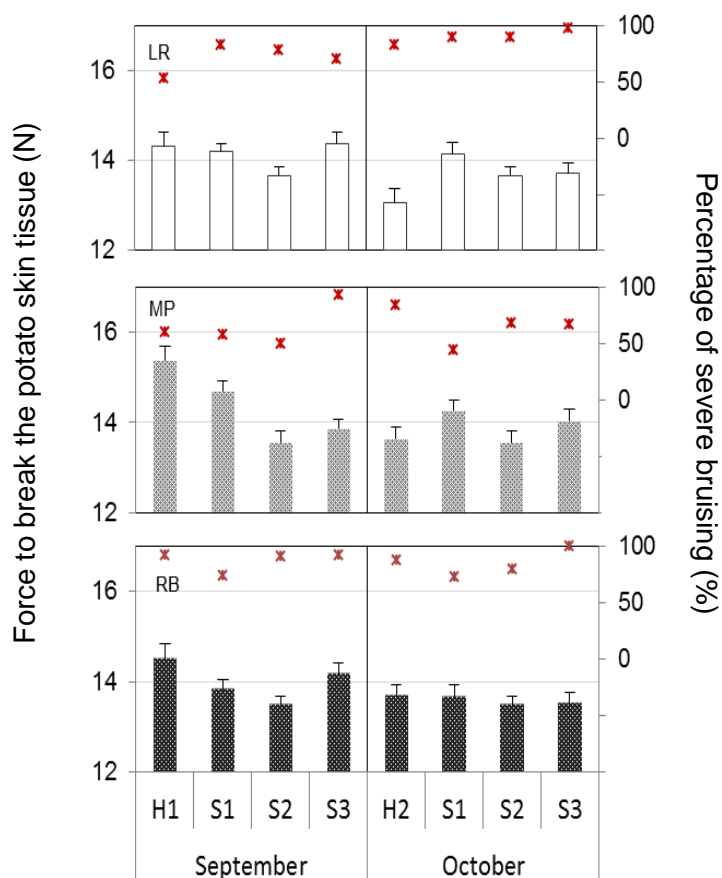 Force to break the potato skin tissue (N)
LR
16
14
12
100
50
0
MP
16
14
12
100
50
0
RB
16
14
12
100
50
0
Percentage of severe bruising (%)
H1 S1 S2 S3 H2 S1 S2 S3
September October